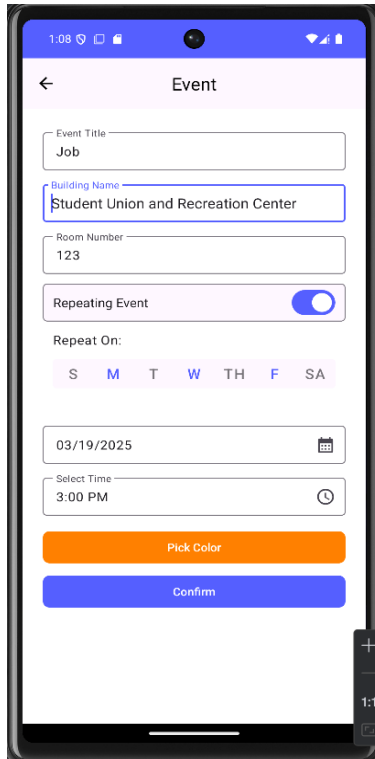 1:08
Event
Event Title
Job
Building Name
Student Union and Recreation Center
Room Number
123
Repeating Event
Repeat On:
S M T W TH F SA
03/19/2025
Select Time
3:00 PM
Pick Color
Confirm